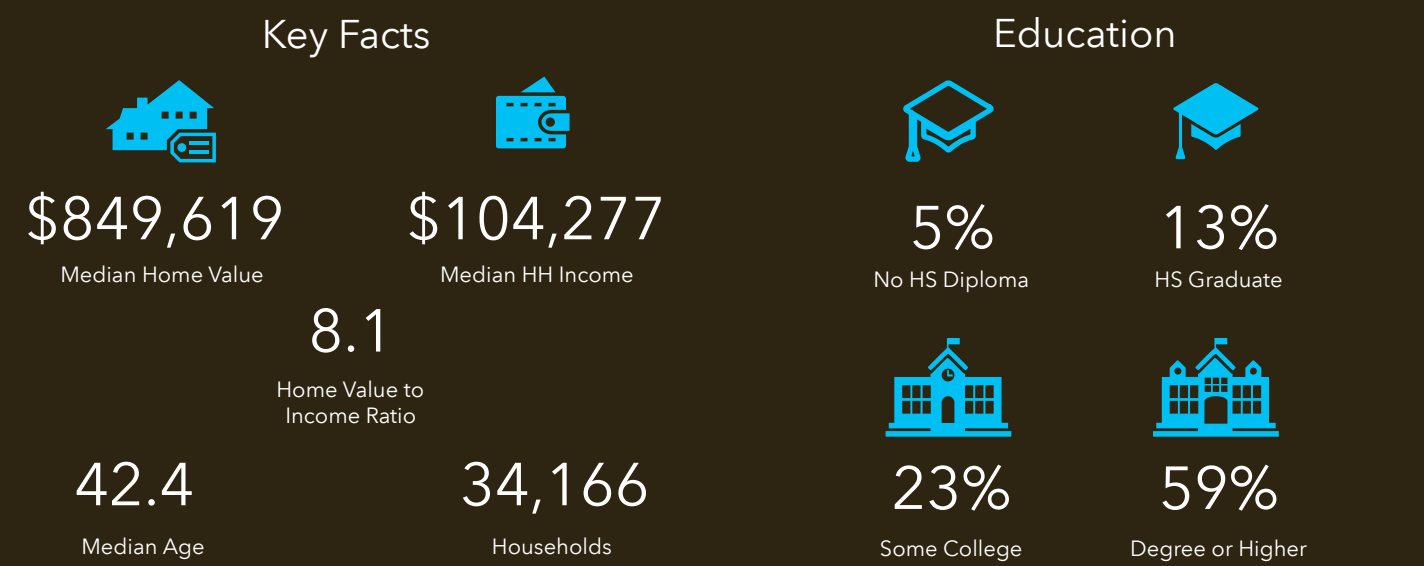 Key Facts
$849,619
Median Home Value
$104,277
Median HH Income
8.1
Home Value to
Income Ratio
42.4
Median Age
34,166
Households
Education
5%
No HS Diploma
13%
HS Graduate
23%
Some College
59%
Degree or Higher